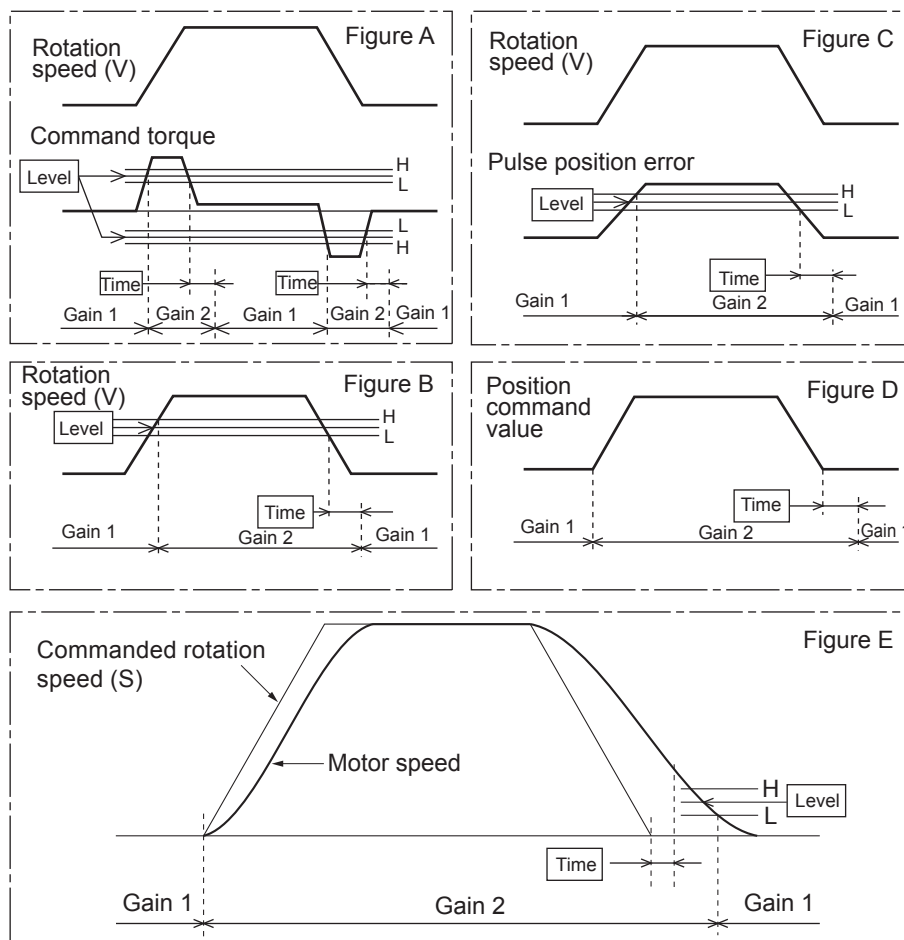 Figure A
Rotation
speed (V)
Command torque
Level
H
L
L
H
Time
Time
Gain 1
Gain 2
Gain 1
Gain 2
Gain 1
Figure C
Rotation
speed (V)
Pulse position error
Level
H
L
Time
Gain 1
Gain 2
Gain 1
Figure B
Rotation
speed (V)
Level
H
L
Time
Gain 1
Gain 2
Gain 1
Figure D
Position
command
value
Time
Gain 1
Gain 2
Gain 1
Figure E
Commanded rotation
speed (S)
Motor speed
H
L
Level
Time
Gain 1
Gain 2
Gain 1